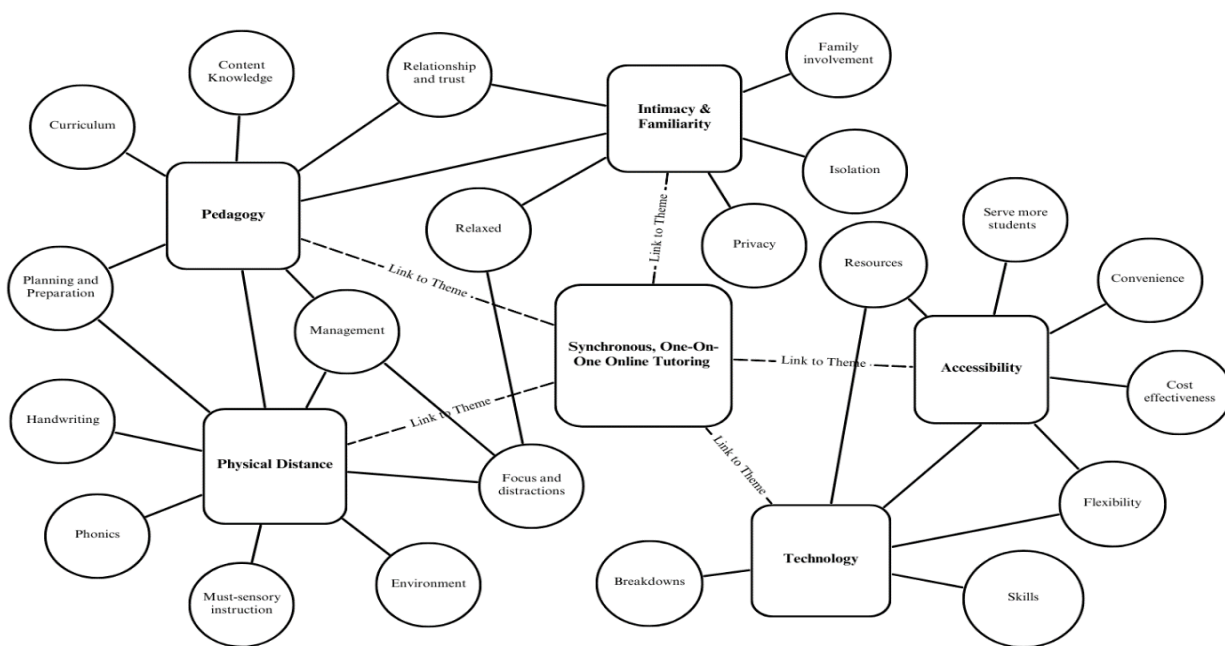 Content
Knowledge
Relationship
and trust
Family
involvement
Curriculum
Intimacy &
Familiarity
Isolation
Pedagogy
Relaxed
Privacy
Serve more
students
Resources
Convenience
Planning and
Preparation
Link to Theme
Link to Theme
Management
Synchronous, One-On-
One Online Tutoring
Link to Theme
Accessibility
Cost
effectiveness
Handwriting
Link to Theme
Physical Distance
Focus and
distractions
Link to Theme
Flexibility
Phonics
Must-sensory
instruction
Environment
Breakdowns
Technology
Skills